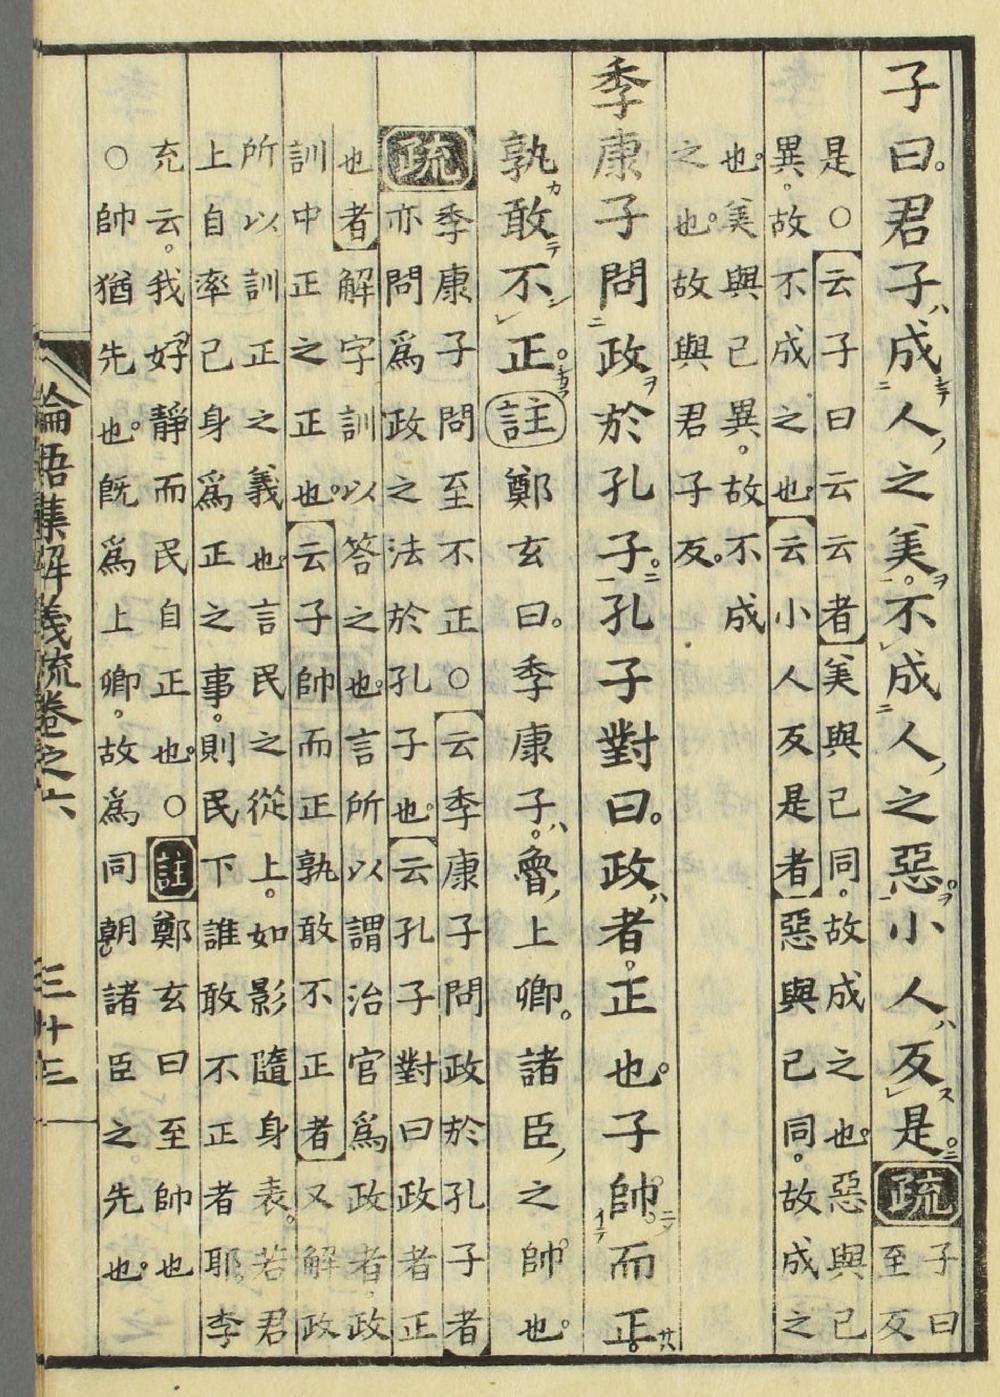 子曰君子成人之美不成人之惡小人反是疏子曰
至反
是○云子曰云云者美與己同故成之也惡與己
異故不成之也云小人反是者惡與己同故成之
也美與己異故不成
之也故與君子反
季康子問政於孔子孔子對曰政者正也子帥而正
孰敢不正註鄭玄曰季康子魯上卿諸臣之帥也
疏季康子問至不正○云季康子問政於孔子者
亦問爲政之法於孔子也云孔子對曰政者正
也者解字訓以答之也言所以謂治官爲政者政
訓中正之正也云子帥而正孰敢不正者又解政
所以訓正之義也言民之從上如影隨身表若君
上自率己身爲正之事則民下誰敢不正者耶李
充云我好靜而民自正也○註鄭玄曰至帥也
○帥猶先也既爲上卿故爲同朝諸臣之先也
論語集解義疏卷之六
三十三